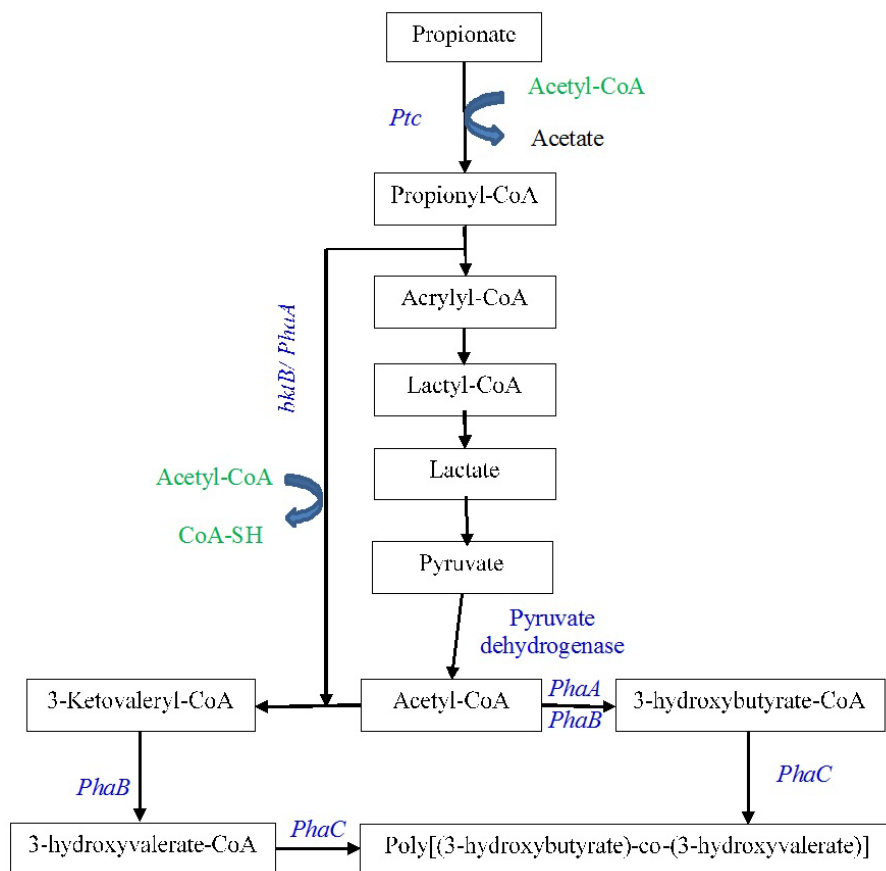 Propionate
Acetyl-CoA
Ptc
Acetate
Propionyl-CoA
Acrylyl-CoA
bktB/ PhaA
Lactyl-CoA
Lactate
Acetyl-CoA
CoA-SH
Pyruvate
Pyruvate
dehydrogenase
3-Ketovaleryl-CoA
Acetyl-CoA
PhaA
PhaB
3-hydroxybutyrate-CoA
PhaB
PhaC
3-hydroxyvalerate-CoA
PhaC
Poly[(3-hydroxybutyrate)-co-(3-hydroxyvalerate)]